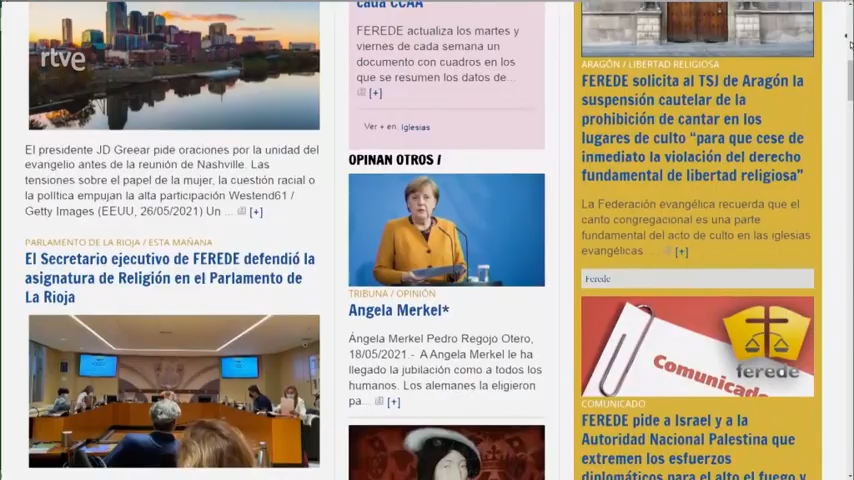 rtve
El presidente JD Greear pide oraciones por la unidad del
evangelio antes de la reunión de Nashville. Las
tensiones sobre el papel de la mujer, la cuestión racial o
la política empujan la alta participación Westend61 /
Getty Images (EEUU, 26/05/2021) Un ... [+]
PARLAMENTO DE LA RIOJA / ESTA MAÑANA
El Secretario ejecutivo de FEREDE defendió la
asignatura de Religión en el Parlamento de
La Rioja
cada CCAA
FEREDE actualiza los martes y
viernes de cada semana un
documento con cuadros en los
que se resumen los datos de...
[+]
Ver + en Iglesias
OPINAN OTROS /
TRIBUNA / OPINIÓN
Angela Merkel*
Ángela Merkel Pedro Regojo Otero,
18/05/2021.- A Angela Merkel le ha
llegado la jubilación como a todos los
humanos. Los alemanes la eligieron
pa... [+]
ARAGÓN / LIBERTAD RELIGIOSA
FEREDE solicita al TSJ de Aragón la
suspensión cautelar de la
prohibición de cantar en los
lugares de culto “para que cese de
inmediato la violación del derecho
fundamental de libertad religiosa”
La Federación evangélica recuerda que el
canto congregacional es una parte
fundamental del acto de culto en las iglesias
evangélicas. ... [+]
Ferede
Comunicado
ferede
COMUNICADO
FEREDE pide a Israel y a la
Autoridad Nacional Palestina que
extremen los esfuerzos
diplomáticos para el alto el fuego y